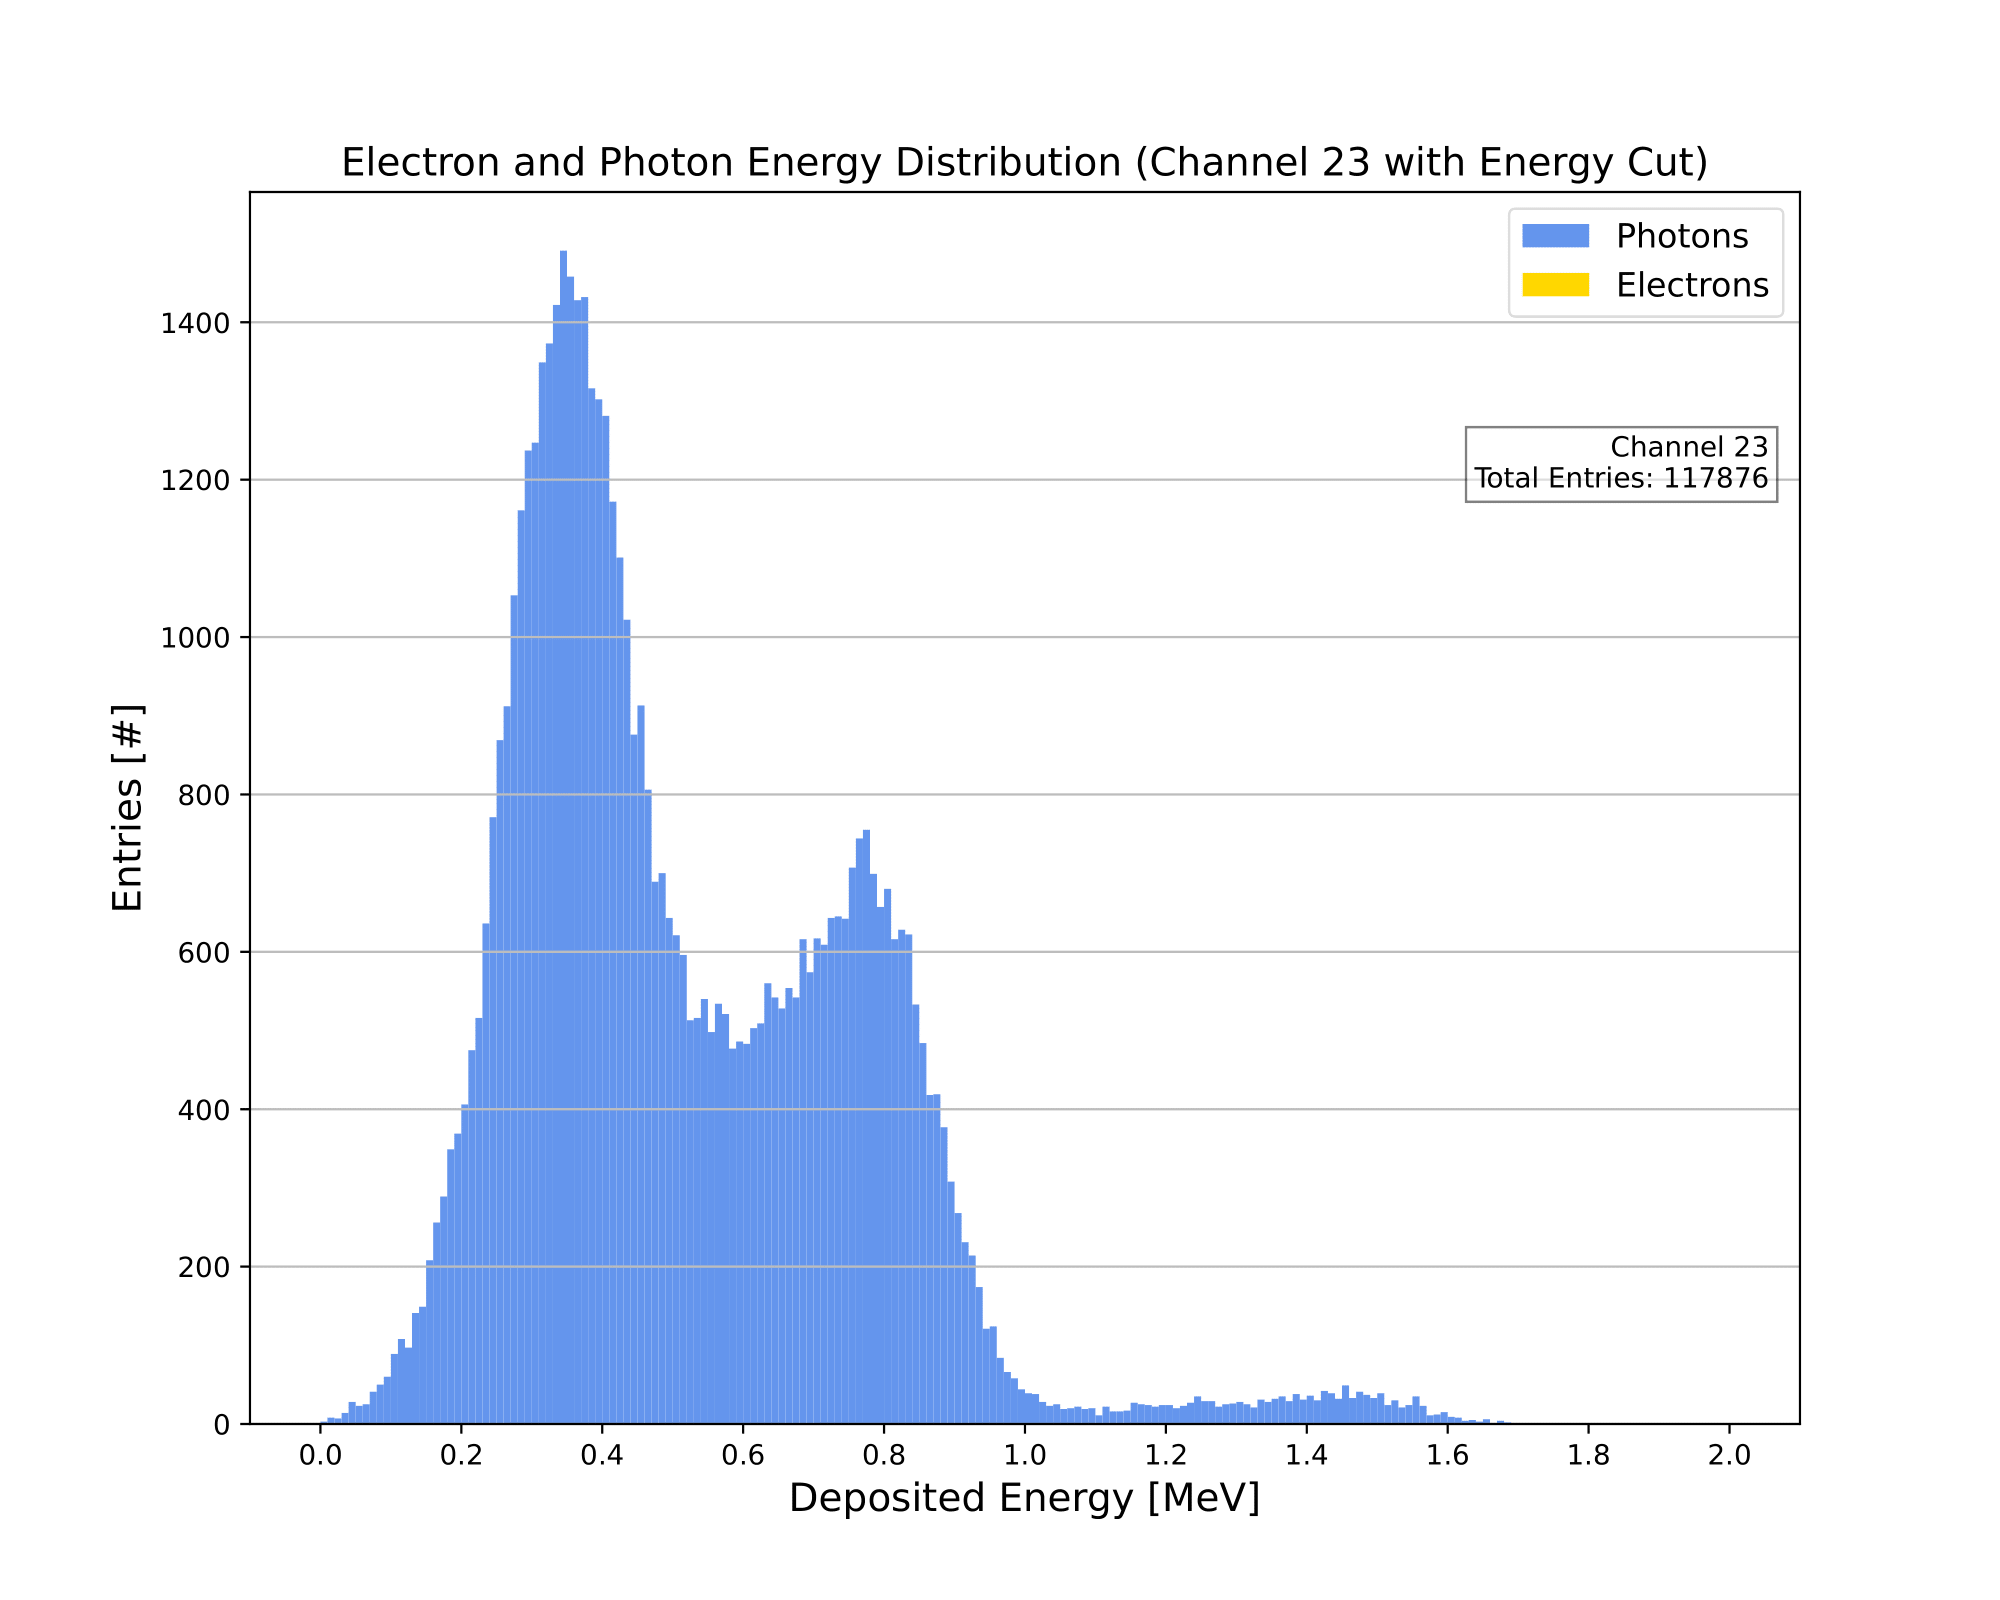 Electron and Photon Energy Distribution (Channel 23 with Energy Cut)
Photons
Electrons
Channel 23
Total Entries: 117876
Entries [#]
1400
1200
1000
800
600
400
200
0
0.0 0.2 0.4 0.6 0.8 1.0 1.2 1.4 1.6 1.8 2.0
Deposited Energy [MeV]